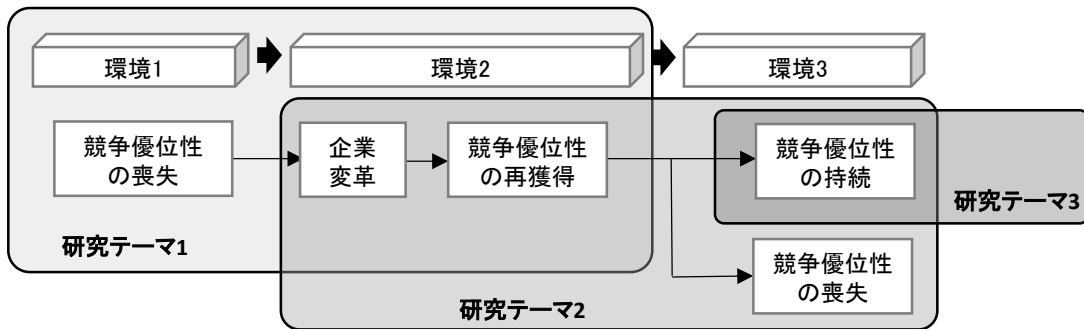 環境1
環境2
環境3
競争優位性
の喪失
企業
変革
競争優位性
の再獲得
競争優位性
の持続
研究テーマ3
研究テーマ1
競争優位性
の喪失
研究テーマ2